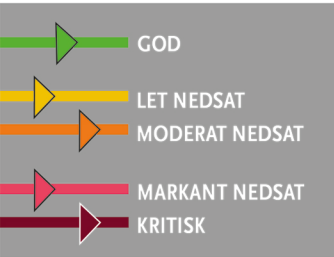 GOD
LET NEDSAT
MODERAT NEDSAT
MARKANT NEDSAT
KRITISK